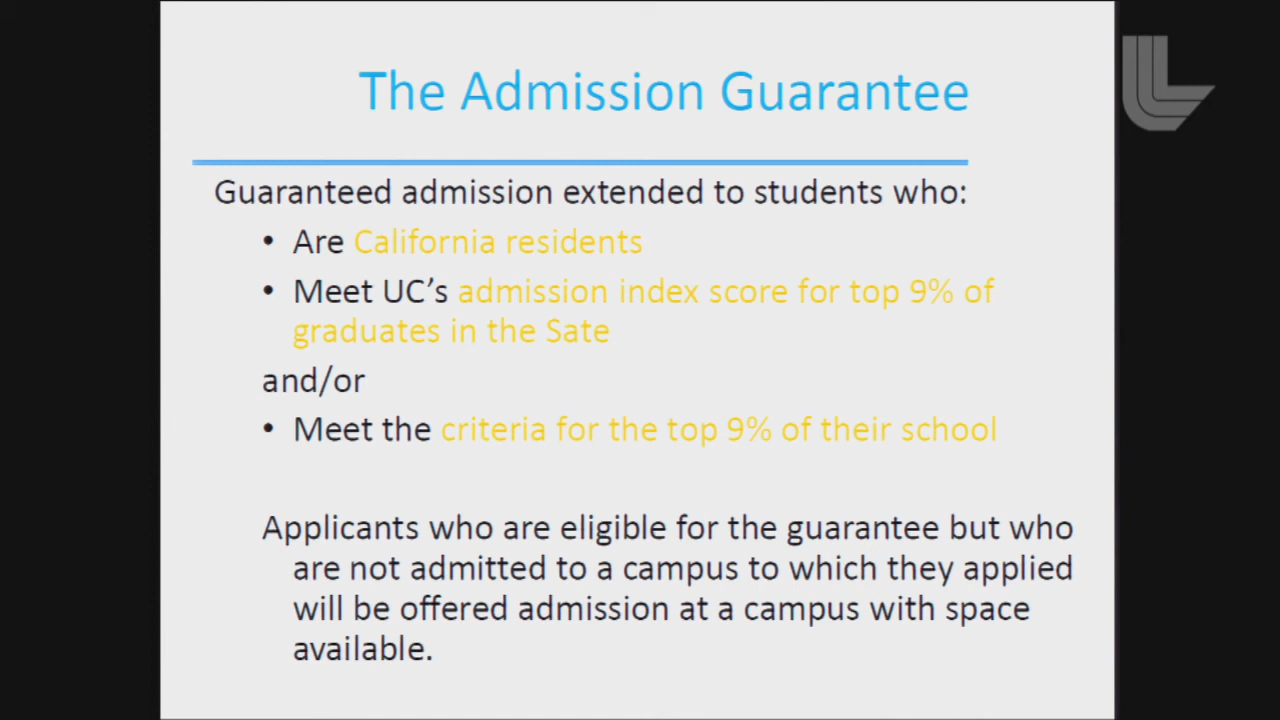 The Admission Guarantee
Guaranteed admission extended to students who:
• Are California residents
• Meet UC's admission index score for top 9% of
graduates in the Sate
and/or
• Meet the criteria for the top 9% of their school
Applicants who are eligible for the guarantee but who
are not admitted to a campus to which they applied
will be offered admission at a campus with space
available.